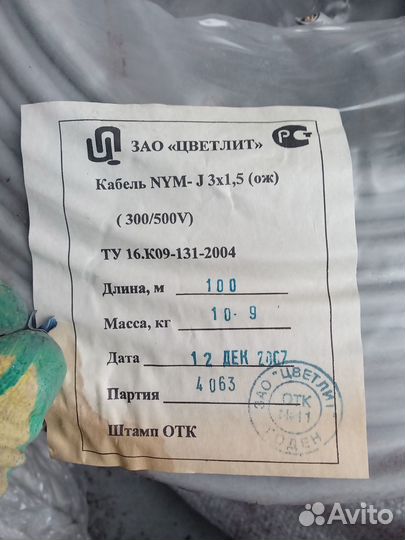 ЗАО «ЦВЕТЛИТ»
Кабель NYM- J 3x1,5 (ож)
( 300/500V)
ТУ 16.К09-131-2004
Длина, м 100
Масса, кг 10-9
Дата 12 ДЕК 2007
Партия 4063
Штамп ОТК
ЗАО "ЦВЕТЛИТ"
ОТК
№11
ГОДЕН
Avito